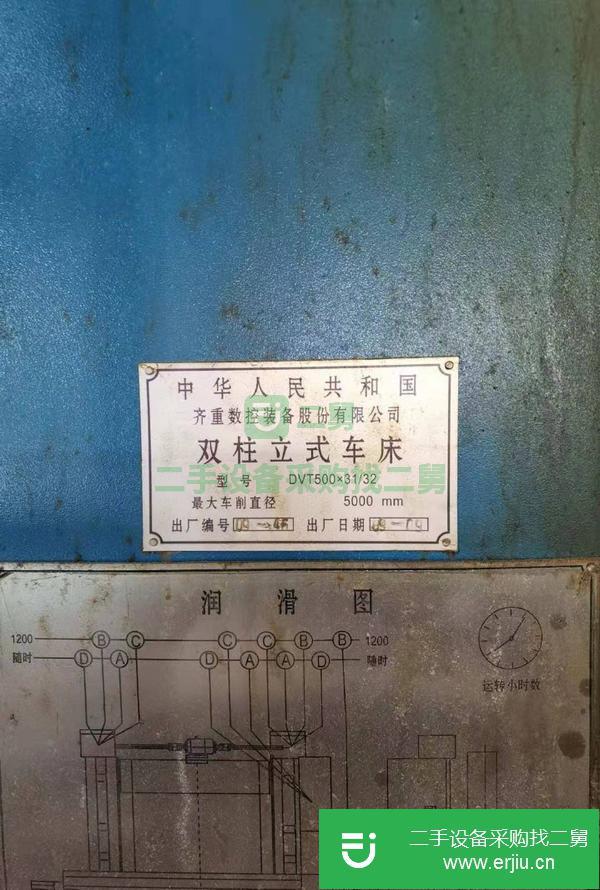 中华人民共和国
齐重数控装备股份有限公司
二舅
双柱立式车床
型号 DVT500×31/32
二手设备采购找二舅
最大车削直径 5000 mm
出厂编号 出厂日期
润滑图
1200 B C C C B B 1200
随时 D A D A A D 随时
运转小时数
二手设备采购找二舅
www.erjiu.cn